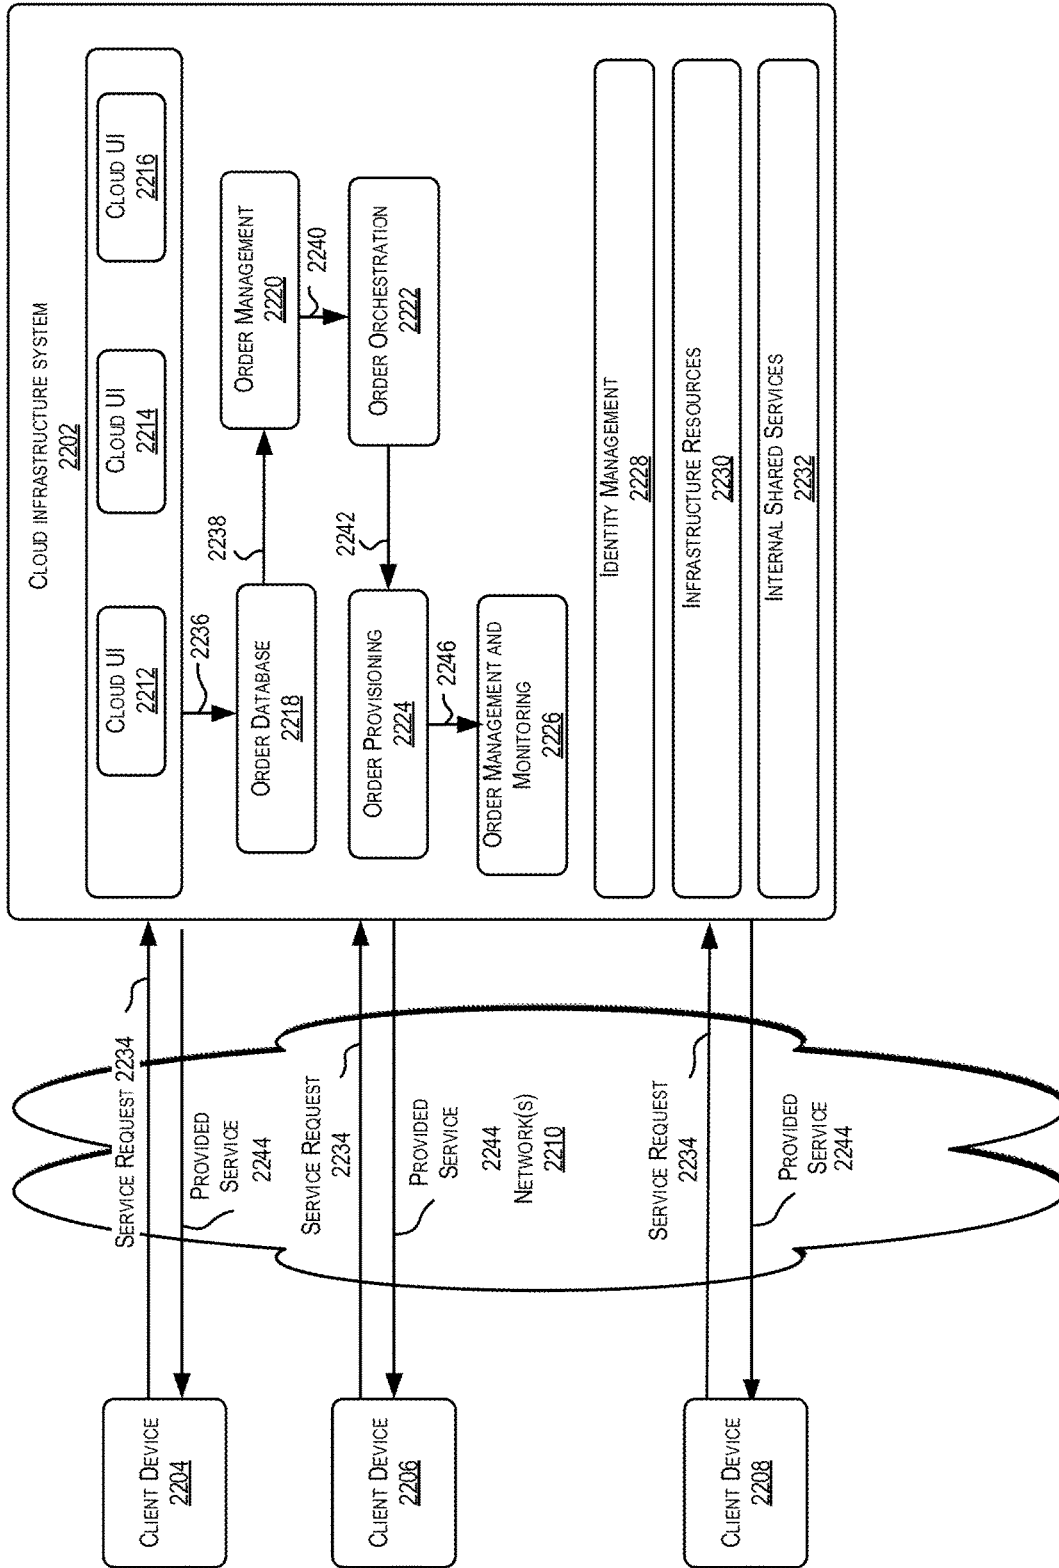 Cloud infrastructure system
2202
Cloud UI
2212
Cloud UI
2214
Cloud UI
2216
2236
Order Database
2218
2238
Order Management
2220
2240
Order Orchestration
2222
2242
Order Provisioning
2224
2246
Order Management and
Monitoring
2226
Identity Management
2228
Infrastructure Resources
2230
Internal Shared Services
2232
Service Request 2234
Provided
Service
2244
Service Request
2234
Provided
Service
2244
Network(s)
2210
Service Request
2234
Provided
Service
2244
Client Device
2204
Client Device
2206
Client Device
2208